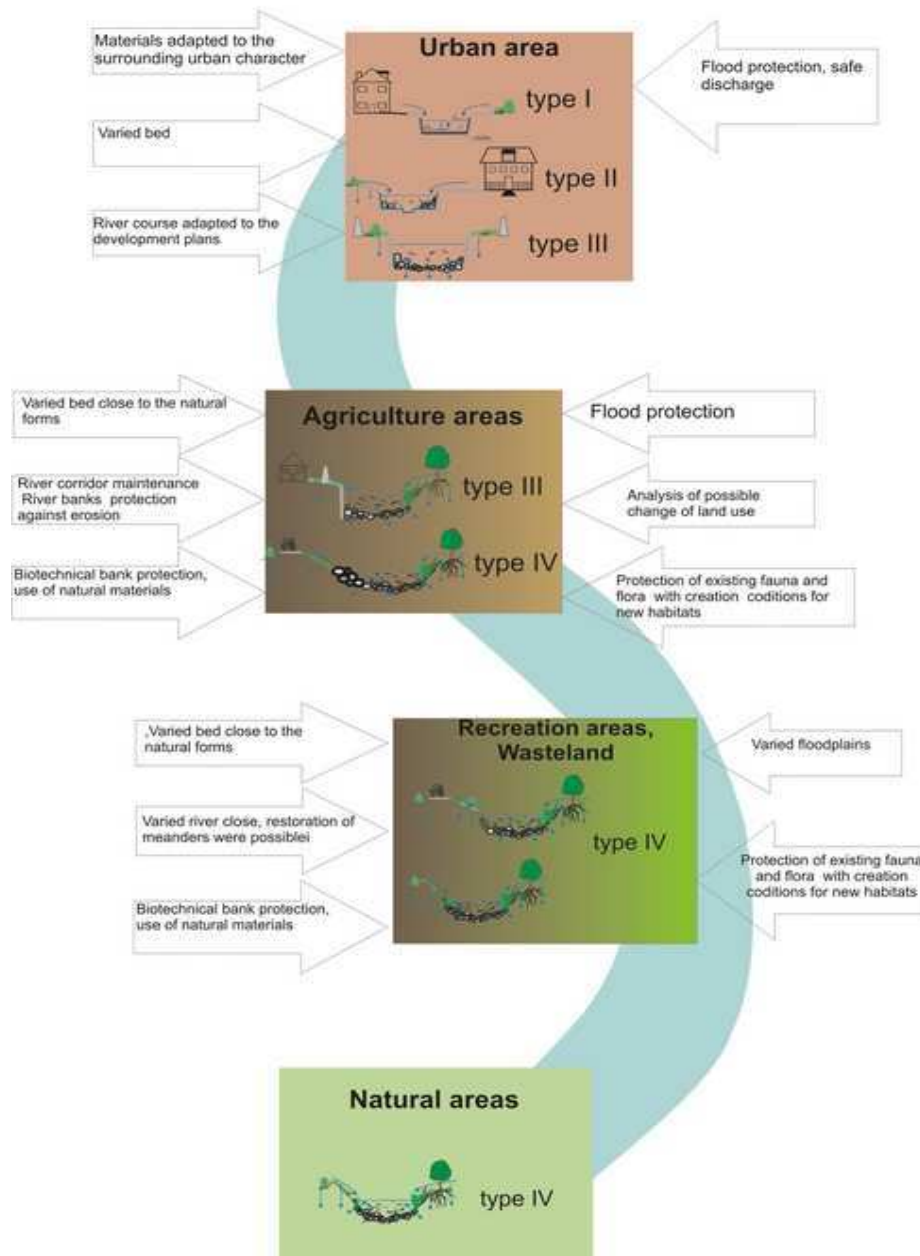 Materials adapted to the
surrounding urban character
Varied bed
River course adapted to the
development plans
Urban area
type I
type II
type III
Flood protection, safe
discharge
Varied bed close to the natural
forms
River corridor maintenance
River banks protection
against erosion
Biotechnical bank protection,
use of natural materials
Agriculture areas
type III
type IV
Flood protection
Analysis of possible
change of land use
Protection of existing fauna and
flora with creation coditions for
new habitats
,Varied bed close to the
natural forms
Varied river close, restoration of
meanders were possiblei
Biotechnical bank protection,
use of natural materials
Recreation areas,
Wasteland
type IV
Varied floodplains
Protection of existing fauna
and flora with creation
coditions for new habitats
Natural areas
type IV